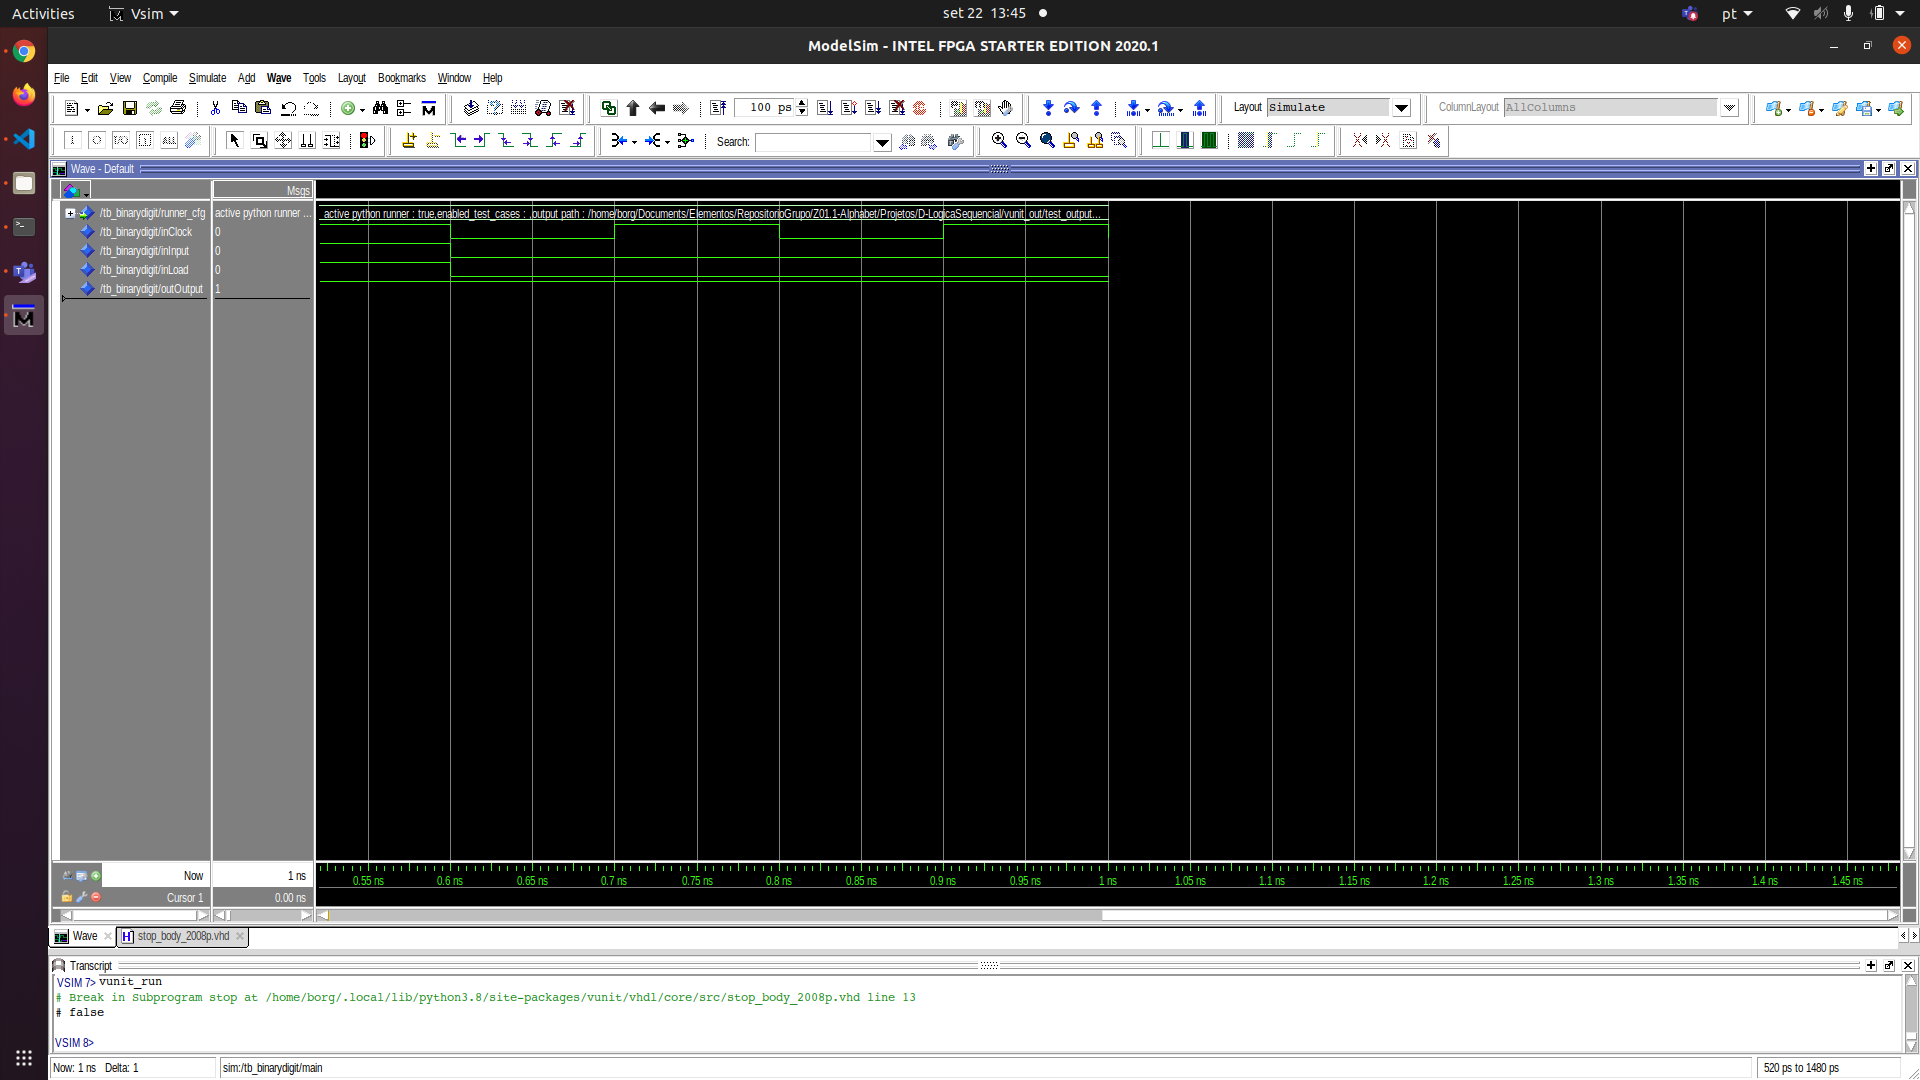 Activities Vsim set 22 13:45 pt
ModelSim - INTEL FPGA STARTER EDITION 2020.1
File Edit View Compile Simulate Add Wave Tools Layout Bookmarks Window Help
100 ps Layout Simulate ColumnLayout AllColumns
Search:
Wave - Default
Msgs
/tb_binarydigit/runner_cfg active python runner ... active python runner : true,enabled_test_cases : ,output path : /home/borg/Documents/Elementos/RepositorioGrupo/Z01.1-Alphabet/Projetos/D-LogicaSequencial/vunit_out/test_output...
/tb_binarydigit/inClock 0
/tb_binarydigit/inInput 0
/tb_binarydigit/inLoad 0
/tb_binarydigit/outOutput 1
Now 1 ns
0.55 ns 0.6 ns 0.65 ns 0.7 ns 0.75 ns 0.8 ns 0.85 ns 0.9 ns 0.95 ns 1 ns 1.05 ns 1.1 ns 1.15 ns 1.2 ns 1.25 ns 1.3 ns 1.35 ns 1.4 ns 1.45 ns
Cursor 1 0.00 ns
Wave stop_body_2008p.vhd
Transcript
VSIM 7> vunit_run
# Break in Subprogram stop at /home/borg/.local/lib/python3.8/site-packages/vunit/vhdl/core/src/stop_body_2008p.vhd line 13
# false
VSIM 8>
Now: 1 ns Delta: 1 sim:/tb_binarydigit/main 520 ps to 1480 ps